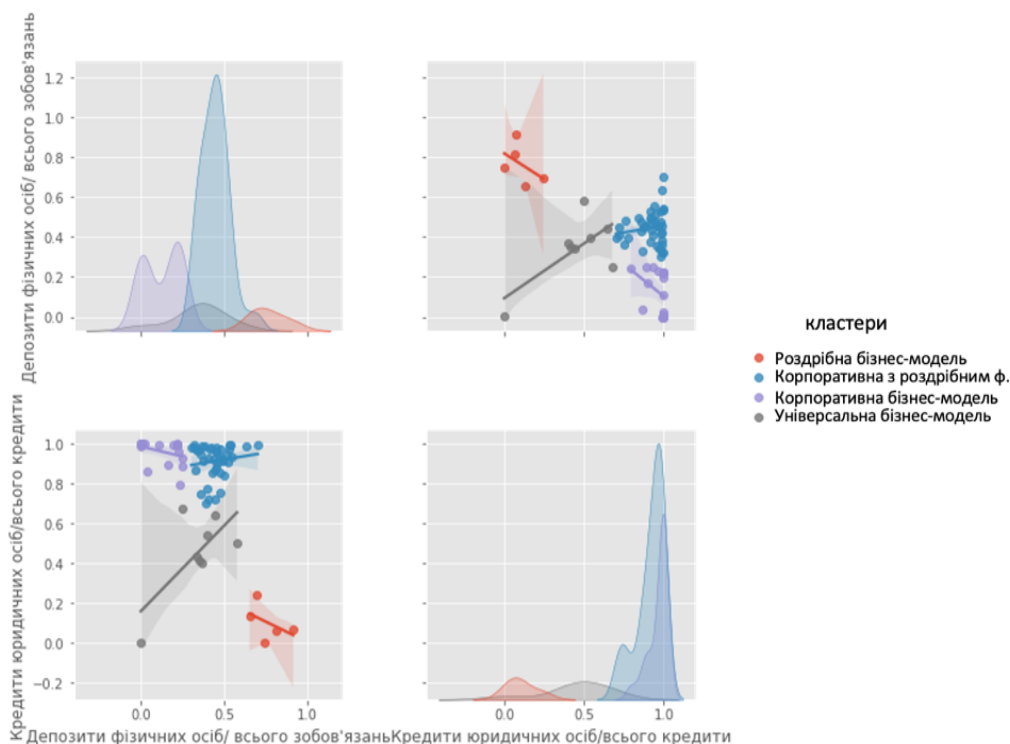 Депозити фізичних осіб/ всього зобов'язань
1.2
1.0
0.8
0.6
0.4
0.2
0.0
кластери
Роздрібна бізнес-модель
Корпоративна з роздрібним ф.
Корпоративна бізнес-модель
Універсальна бізнес-модель
Кредити юридичних осіб/всього кредити
1.0
0.8
0.6
0.4
0.2
0.0
−0.2
0.0 0.5 1.0 0.0 0.5 1.0
Депозити фізичних осіб/ всього зобов'язаньКредити юридичних осіб/всього кредити